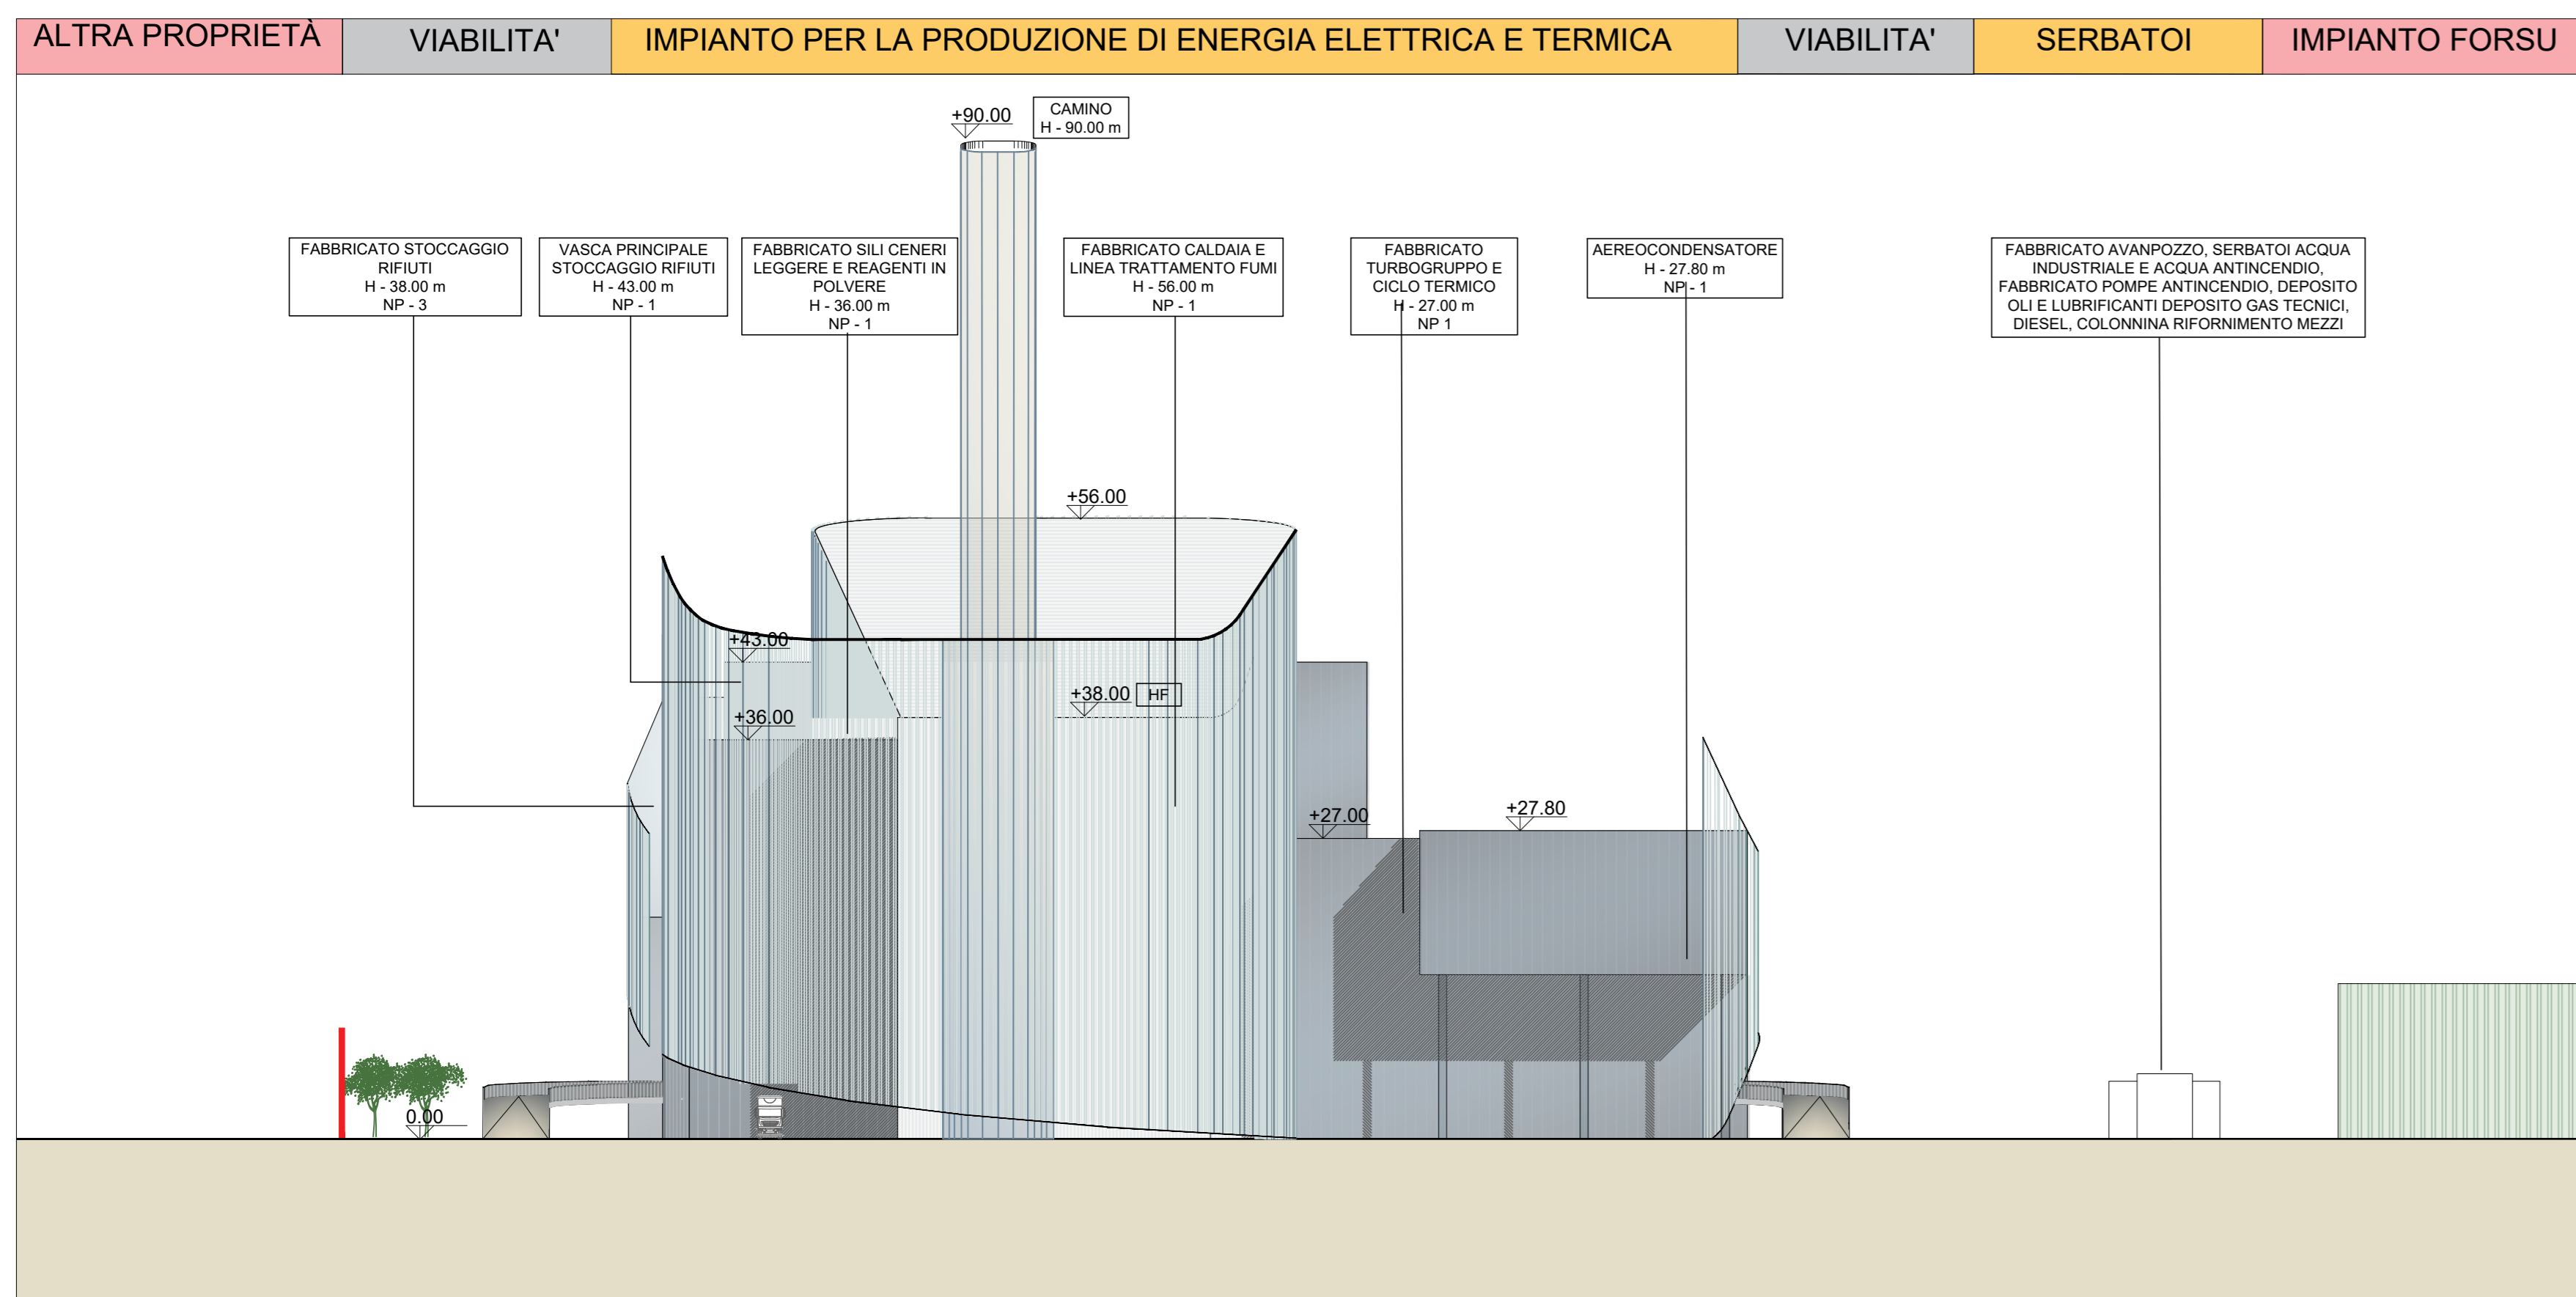 ALTRA PROPRIETÀ
VIABILITA'
IMPIANTO PER LA PRODUZIONE DI ENERGIA ELETTRICA E TERMICA
VIABILITA'
SERBATOI
IMPIANTO FORSU
+90.00
CAMINO
H - 90.00 m
FABBRICATO STOCCAGGIO
RIFIUTI
H - 38.00 m
NP - 3
VASCA PRINCIPALE
STOCCAGGIO RIFIUTI
H - 43.00 m
NP - 1
FABBRICATO SILI CENERI
LEGGERE E REAGENTI IN
POLVERE
H - 36.00 m
NP - 1
FABBRICATO CALDAIA E
LINEA TRATTAMENTO FUMI
H - 56.00 m
NP - 1
FABBRICATO
TURBOGRUPPO E
CICLO TERMICO
H - 27.00 m
NP 1
AEREOCONDENSATORE
H - 27.80 m
NP - 1
FABBRICATO AVANPOZZO, SERBATOI ACQUA
INDUSTRIALE E ACQUA ANTINCENDIO,
FABBRICATO POMPE ANTINCENDIO, DEPOSITO
OLI E LUBRIFICANTI DEPOSITO GAS TECNICI,
DIESEL, COLONNINA RIFORNIMENTO MEZZI
+56.00
+43.00
+38.00
HF
+36.00
+27.00
+27.80
0.00